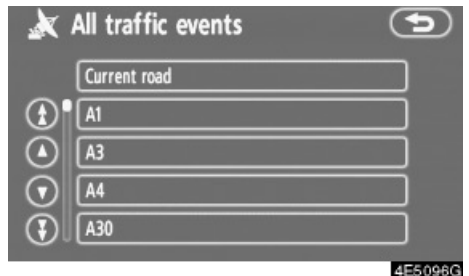 All traffic events
Current road
A1
A3
A4
A30
4E5096G